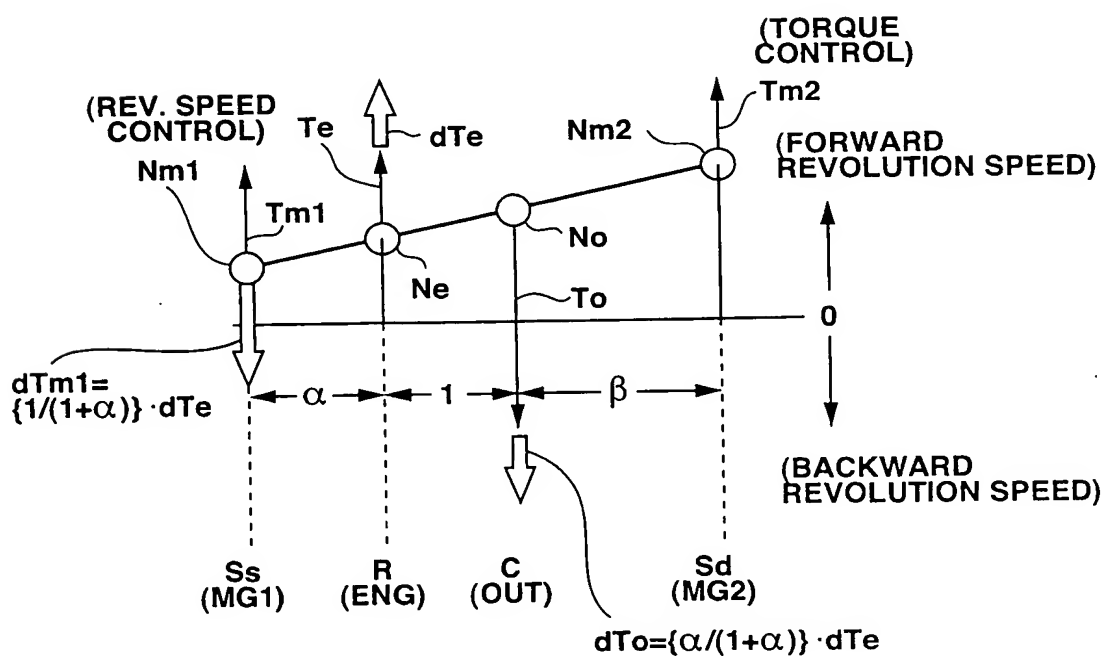 (TORQUE
CONTROL)
Tm2
(REV. SPEED
CONTROL)
Te
dTe
Nm2
(FORWARD
REVOLUTION SPEED)
Nm1
Tm1
No
Ne
To
0
dTm1=
{1/(1+α)}·dTe
α
1
β
(BACKWARD
REVOLUTION SPEED)
Ss
(MG1)
R
(ENG)
C
(OUT)
Sd
(MG2)
dTo={α/(1+α)}·dTe